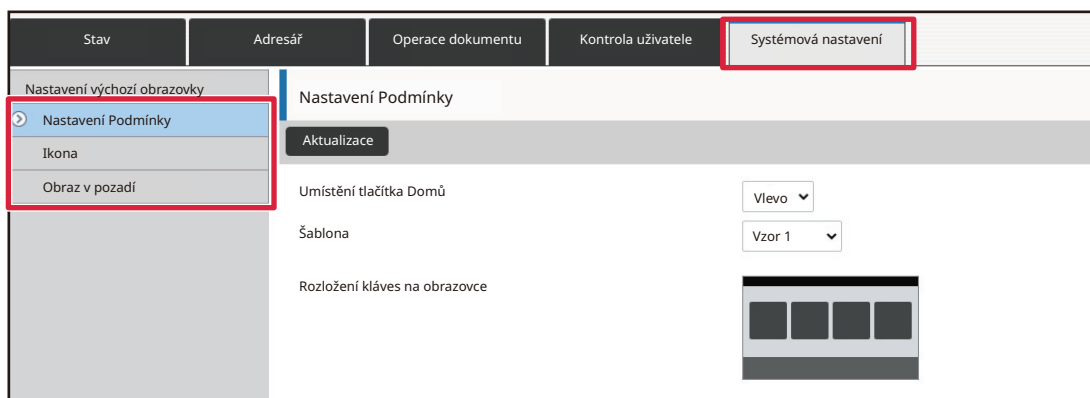 Stav
Adresář
Operace dokumentu
Kontrola uživatele
Systémová nastavení
Nastavení výchozí obrazovky
Nastavení Podmínky
Ikona
Obraz v pozadí
Nastavení Podmínky
Aktualizace
Umístění tlačítka Domů
Vlevo
Šablona
Vzor 1
Rozložení kláves na obrazovce